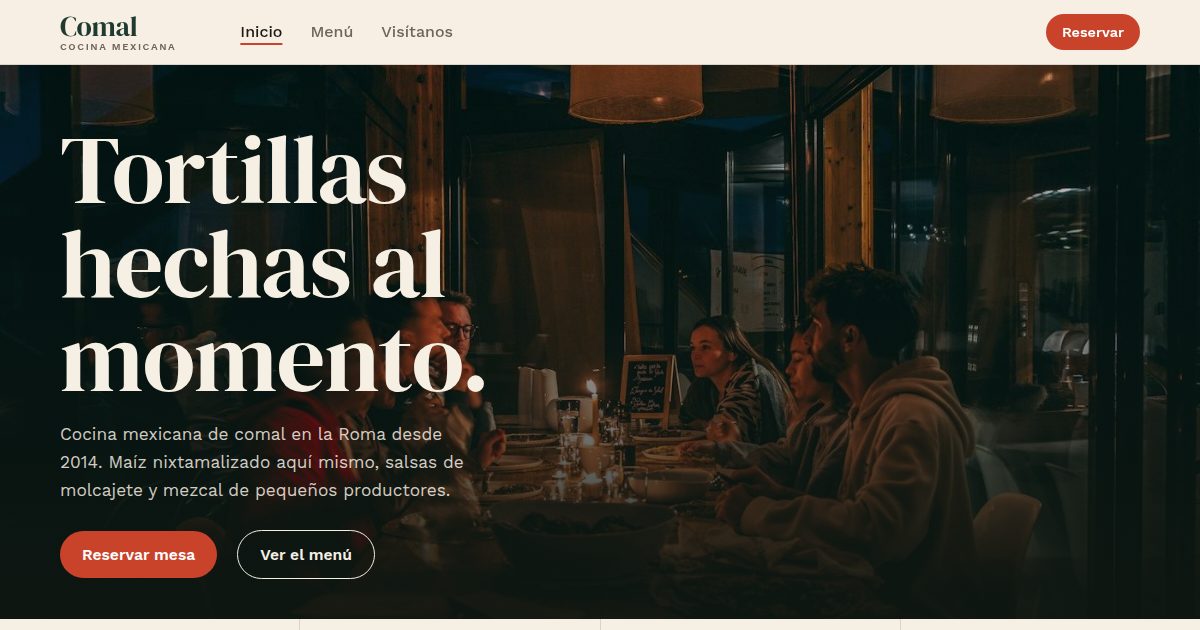 Comal
COCINA MEXICANA
Inicio
Menú
Visítanos
Reservar
Tortillas
hechas al
momento.
Cocina mexicana de comal en la Roma desde
2014. Maíz nixtamalizado aquí mismo, salsas de
molcajete y mezcal de pequeños productores.
Reservar mesa
Ver el menú